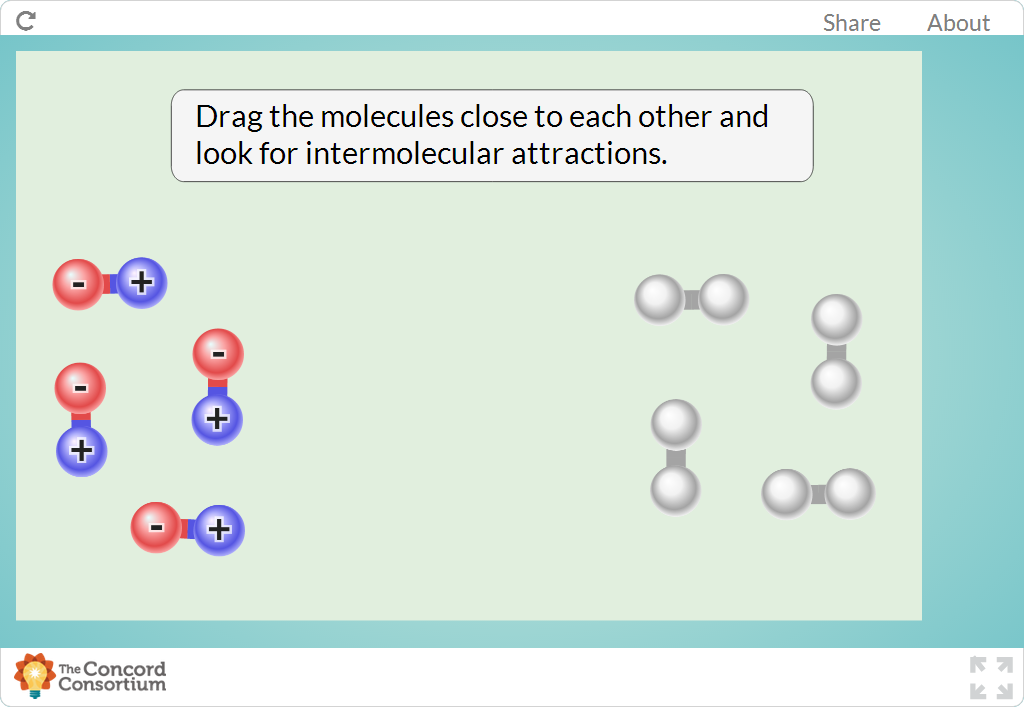 Share About
Drag the molecules close to each other and
look for intermolecular attractions.
- +
-
+
-
+
- +
The Concord
Consortium